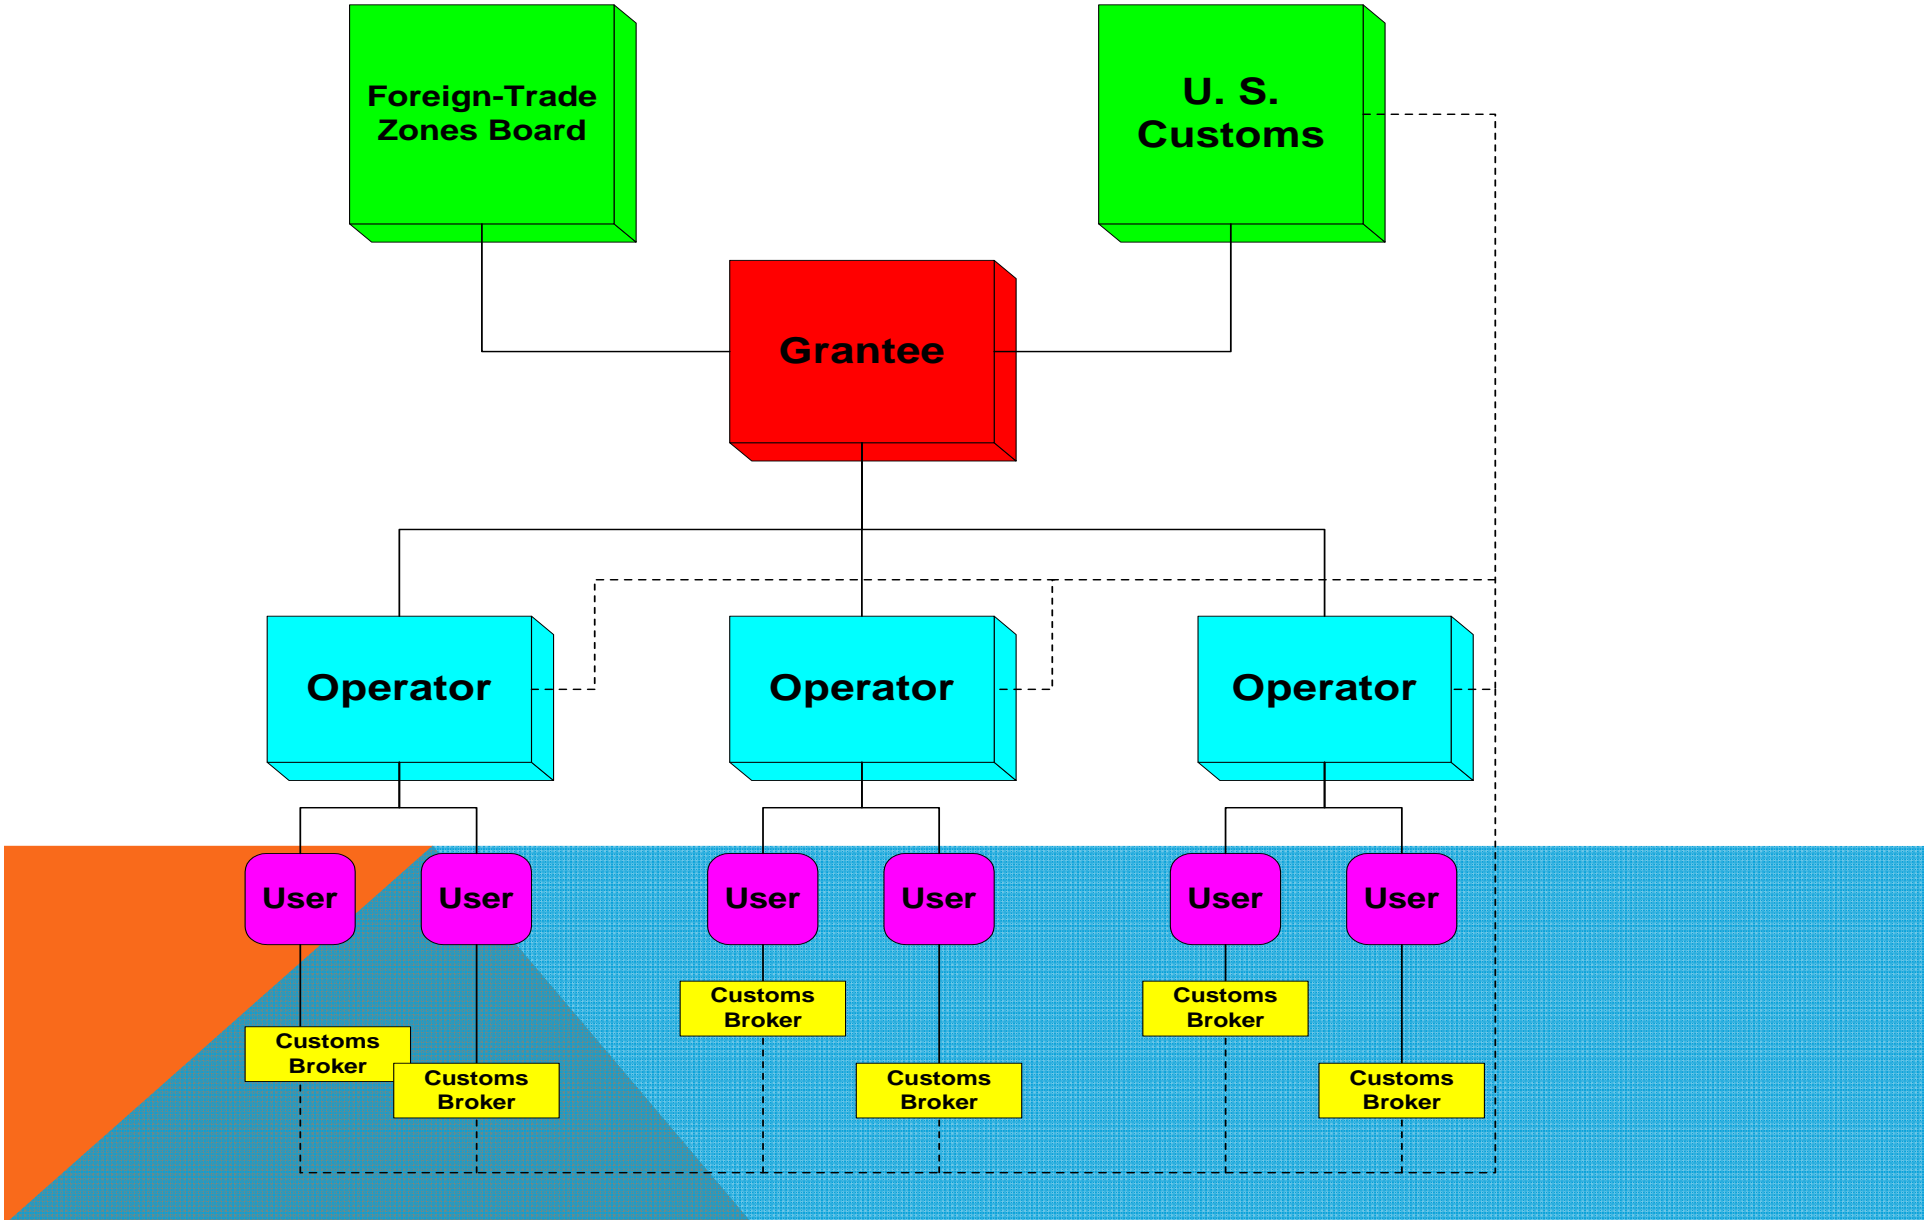 Foreign-Trade
Zones Board
U. S.
Customs
Grantee
Operator
Operator
Operator
User
User
User
User
User
User
Customs
Broker
Customs
Broker
Customs
Broker
Customs
Broker
Customs
Broker
Customs
Broker